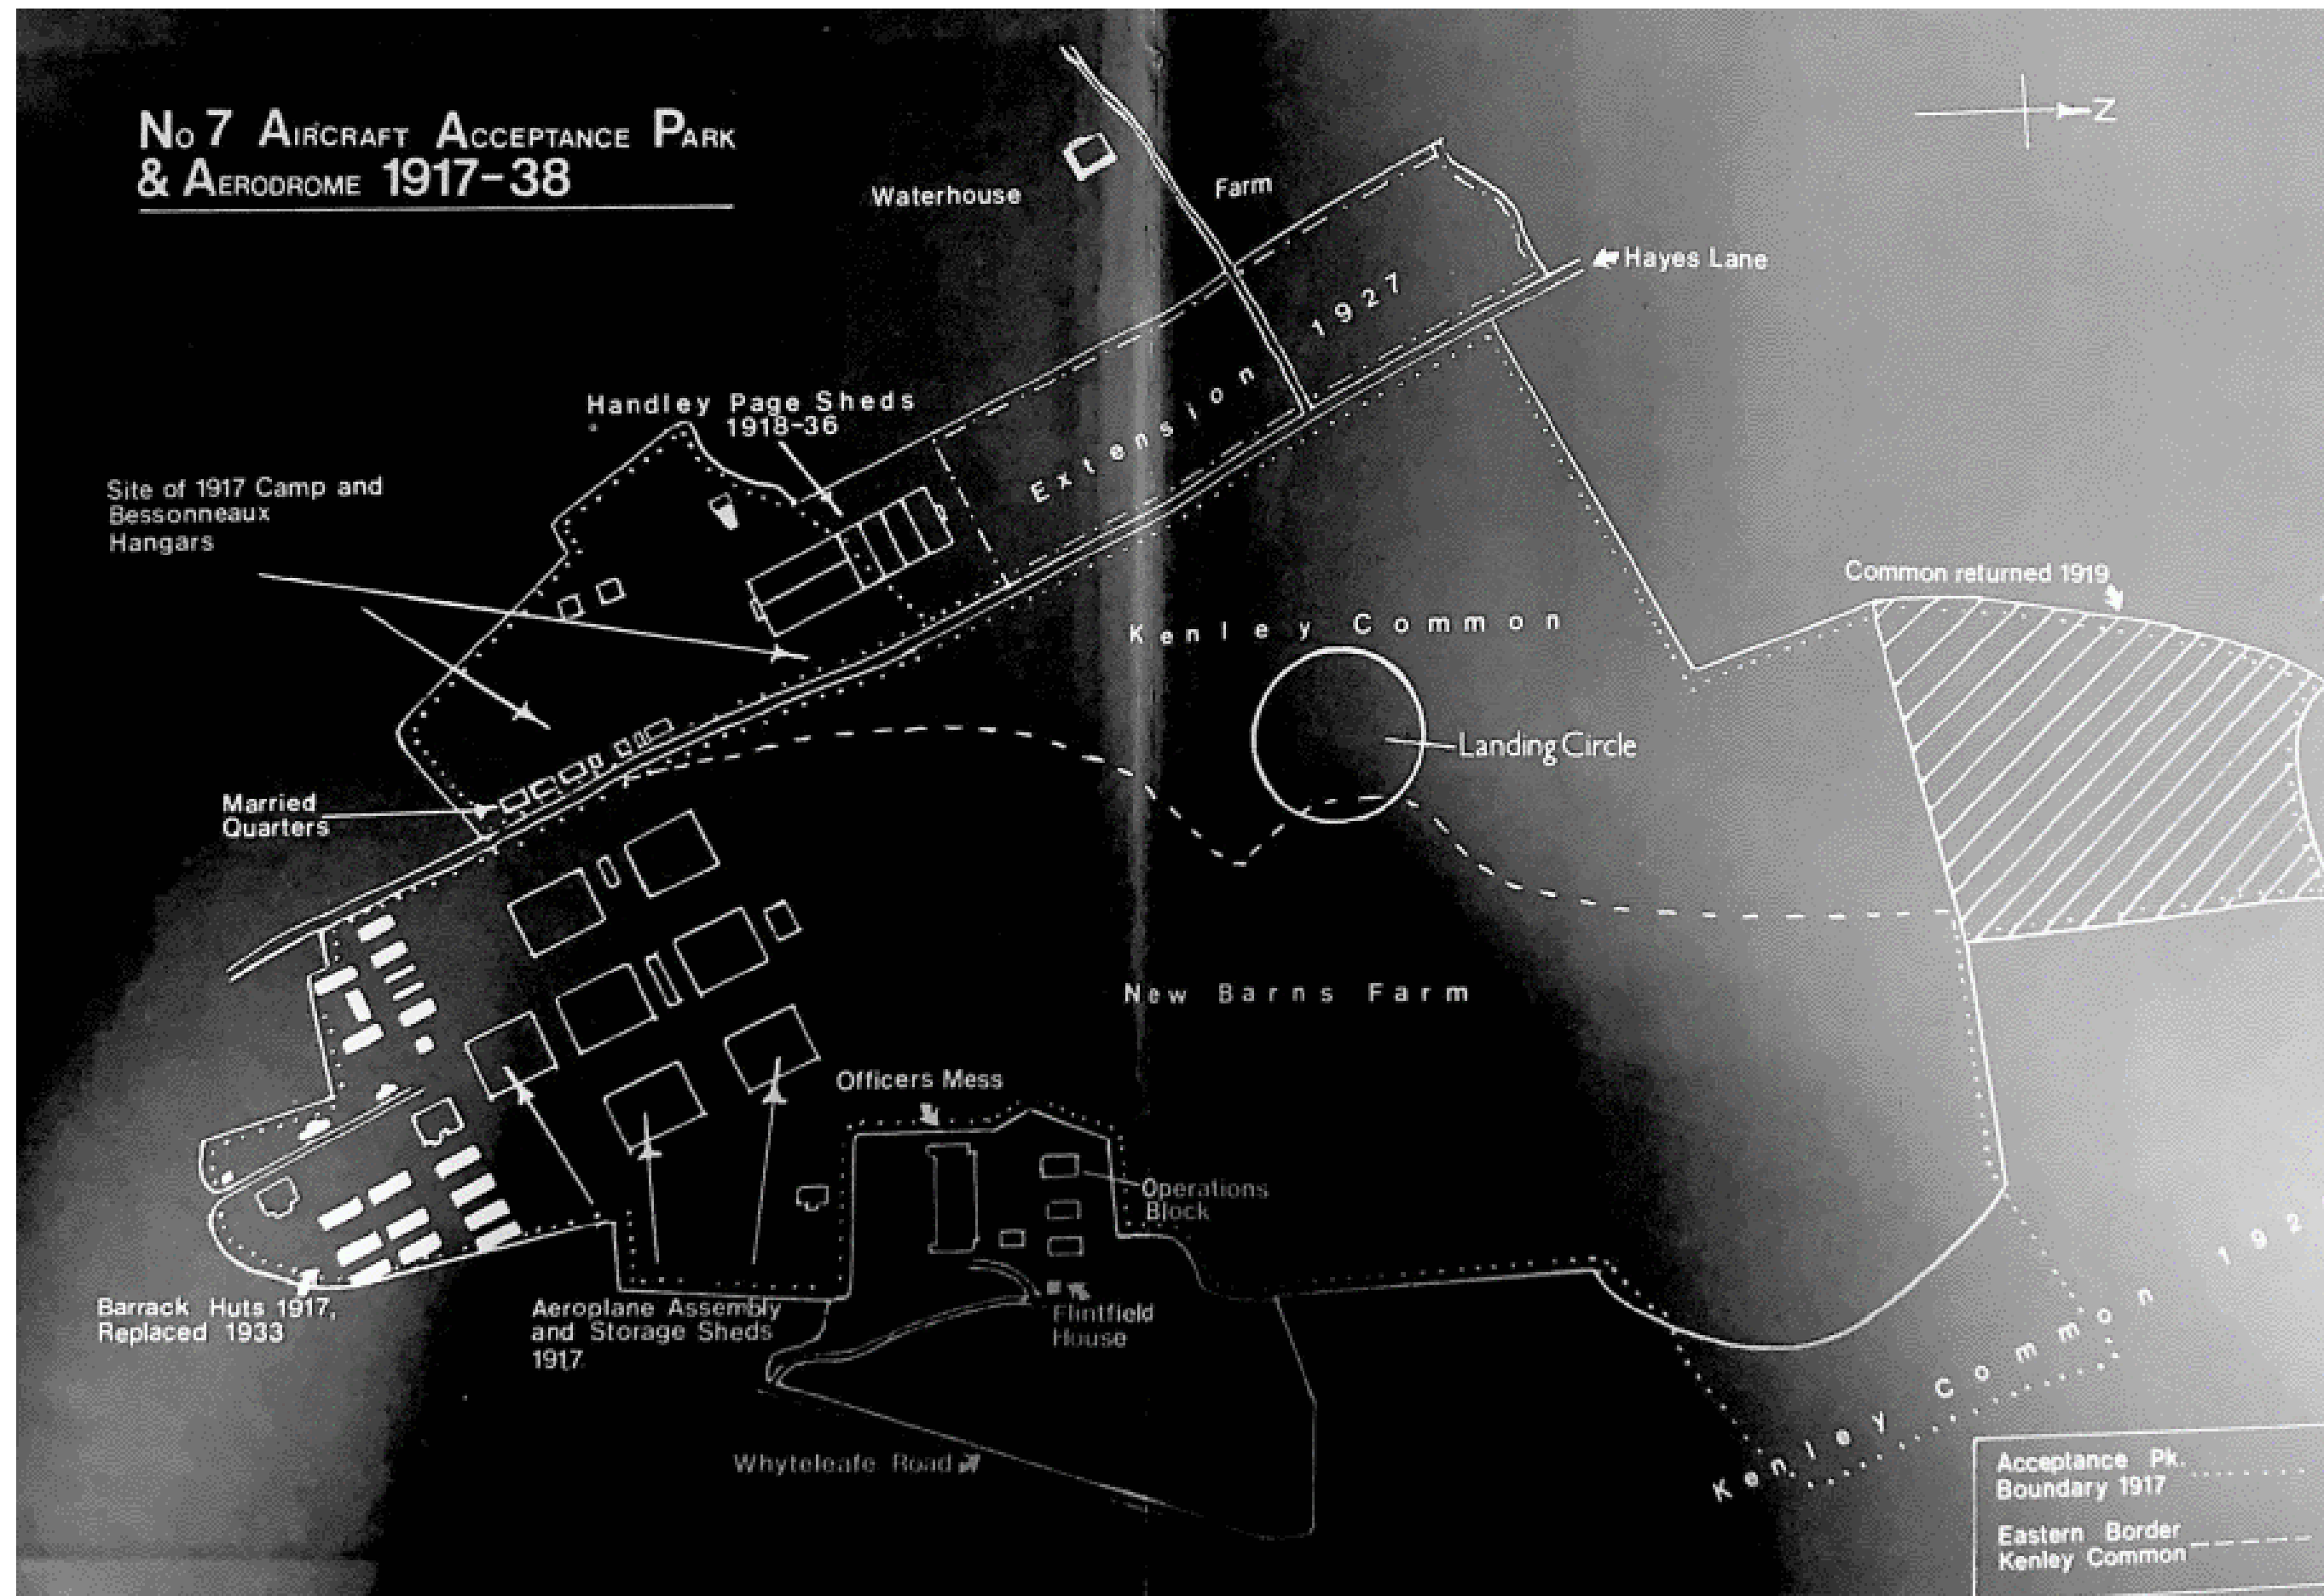 No 7 AIRCRAFT ACCEPTANCE PARK
& AERODROME 1917-38
Z
Waterhouse Farm
Hayes Lane
Extension 1927
Handley Page Sheds
1918-36
Site of 1917 Camp and
Bessonneaux
Hangars
Common returned 1919
Kenley Common
Landing Circle
Married
Quarters
New Barns Farm
Officers Mess
Operations
Block
Barrack Huts 1917,
Replaced 1933
Aeroplane Assembly
and Storage Sheds
1917
Flintfield
House
Whyteleafe Road
Kenley Common 192
Acceptance Pk.
Boundary 1917
Eastern Border
Kenley Common